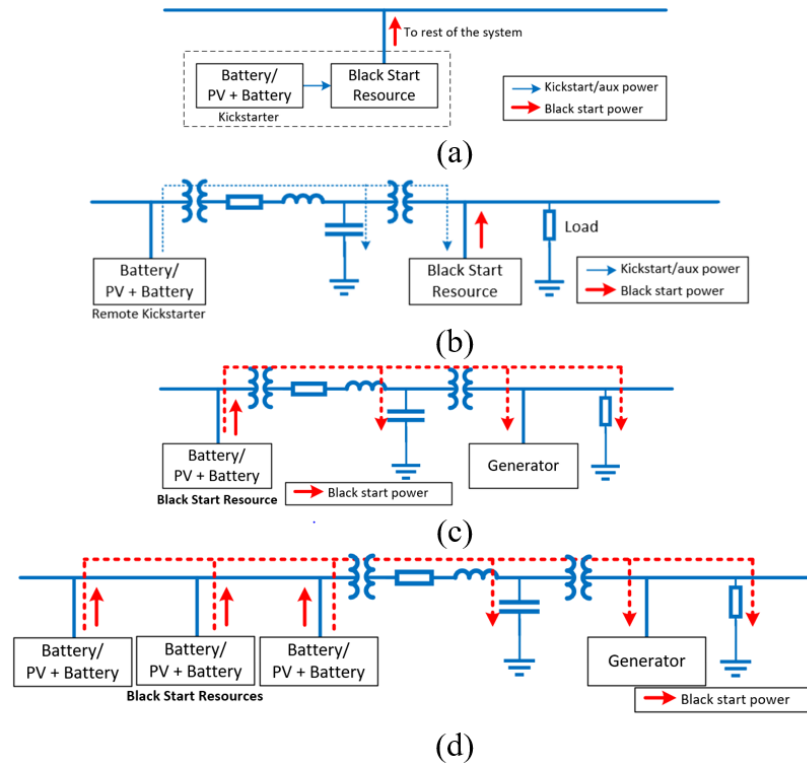 To rest of the system
Battery/
PV + Battery
Black Start
Resource
Kickstarter
Kickstart/aux power
Black start power
(a)
Load
Battery/
PV + Battery
Remote Kickstarter
Black Start
Resource
Kickstart/aux power
Black start power
(b)
Battery/
PV + Battery
Black Start Resource
Black start power
Generator
(c)
Battery/
PV + Battery
Battery/
PV + Battery
Battery/
PV + Battery
Black Start Resources
Generator
Black start power
(d)